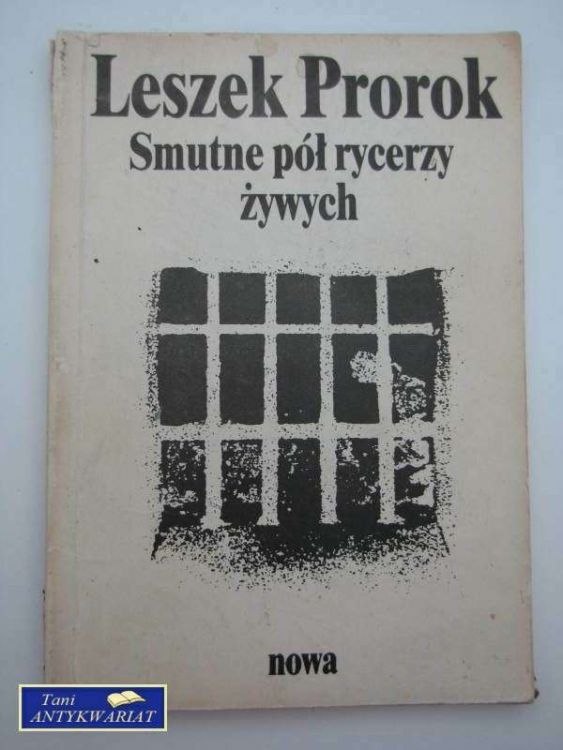 Leszek Prorok
Smutne pół rycerzy
żywych
nowa
Tani
ANTYKWARIAT